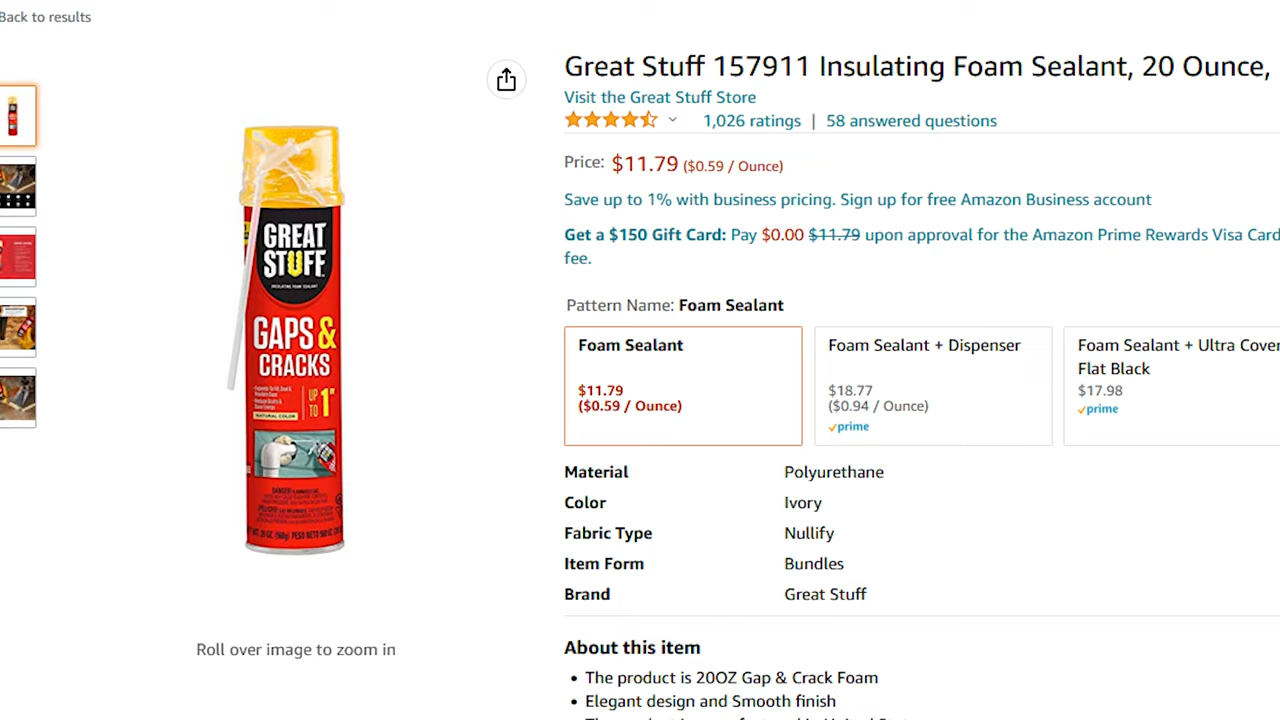 Back to results
Great Stuff 157911 Insulating Foam Sealant, 20 Ounce,
Visit the Great Stuff Store
1,026 ratings | 58 answered questions
Price: $11.79 ($0.59 / Ounce)
Save up to 1% with business pricing. Sign up for free Amazon Business account
Get a $150 Gift Card: Pay $0.00 $11.79 upon approval for the Amazon Prime Rewards Visa Card
fee.
Pattern Name: Foam Sealant
Foam Sealant
$11.79
($0.59 / Ounce)
Foam Sealant + Dispenser
$18.77
($0.94 / Ounce)
prime
Foam Sealant + Ultra Cover
Flat Black
$17.98
prime
Material Polyurethane
Color Ivory
Fabric Type Nullify
Item Form Bundles
Brand Great Stuff
About this item
• The product is 20OZ Gap & Crack Foam
• Elegant design and Smooth finish
GREAT
STUFF
INSULATING FOAM SEALANT
GAPS &
CRACKS
UP
TO 1"
NATURAL COLOR
Roll over image to zoom in